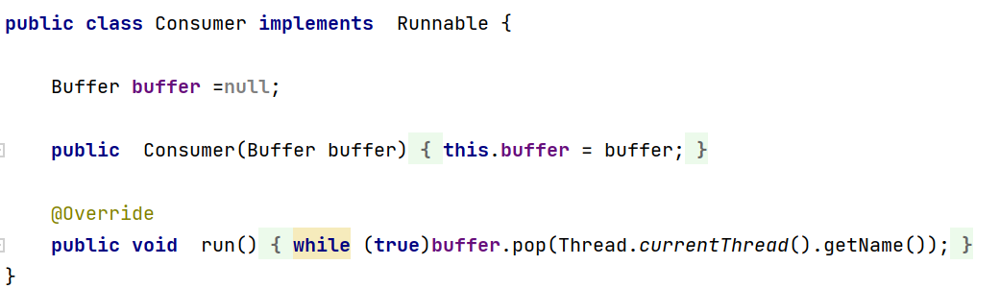 public class Consumer implements  Runnable {
Buffer buffer =null;
public  Consumer(Buffer buffer) { this.buffer = buffer; }
@Override
public void  run() { while (true)buffer.pop(Thread.currentThread().getName()); }
}